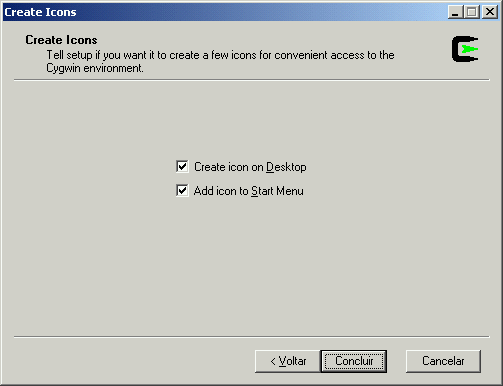 Create Icons
Create Icons
Tell setup if you want it to create a few icons for convenient access to the
Cygwin environment.
Create icon on Desktop
Add icon to Start Menu
< Voltar
Concluir
Cancelar